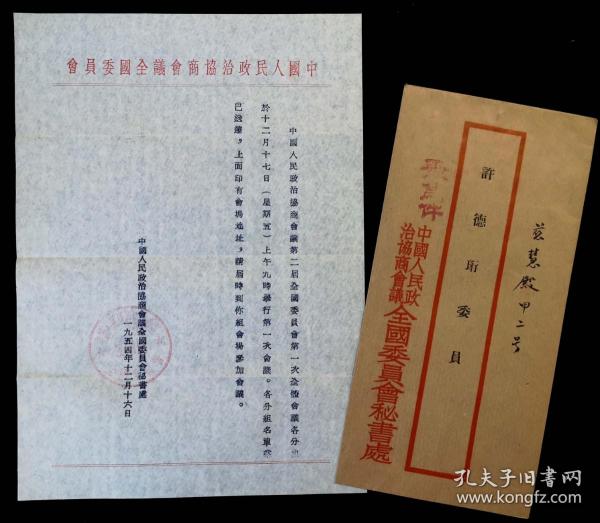 會員委國全議會商協治政民人國中
中國人民政治協商會議第二屆全國委員會第一次全體會議各分
於十二月十七日（星期五）上午九時舉行第一次會議。各分組名單
已送達，上面印有會場地址，請屆時到你組會場參加會議。
中國人民政治協商會議全國委員會秘書處
一九五四年十二月十六日
慈慧殿甲二号
許德珩委員
中國人民政
治協商會議
全國委員會秘書處
孔夫子旧书网
www.kongfz.com